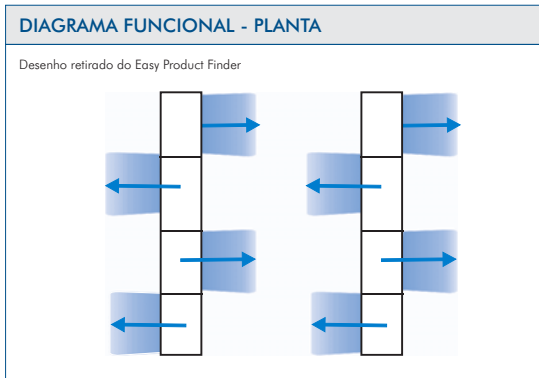 DIAGRAMA FUNCIONAL - PLANTA
Desenho retirado do Easy Product Finder